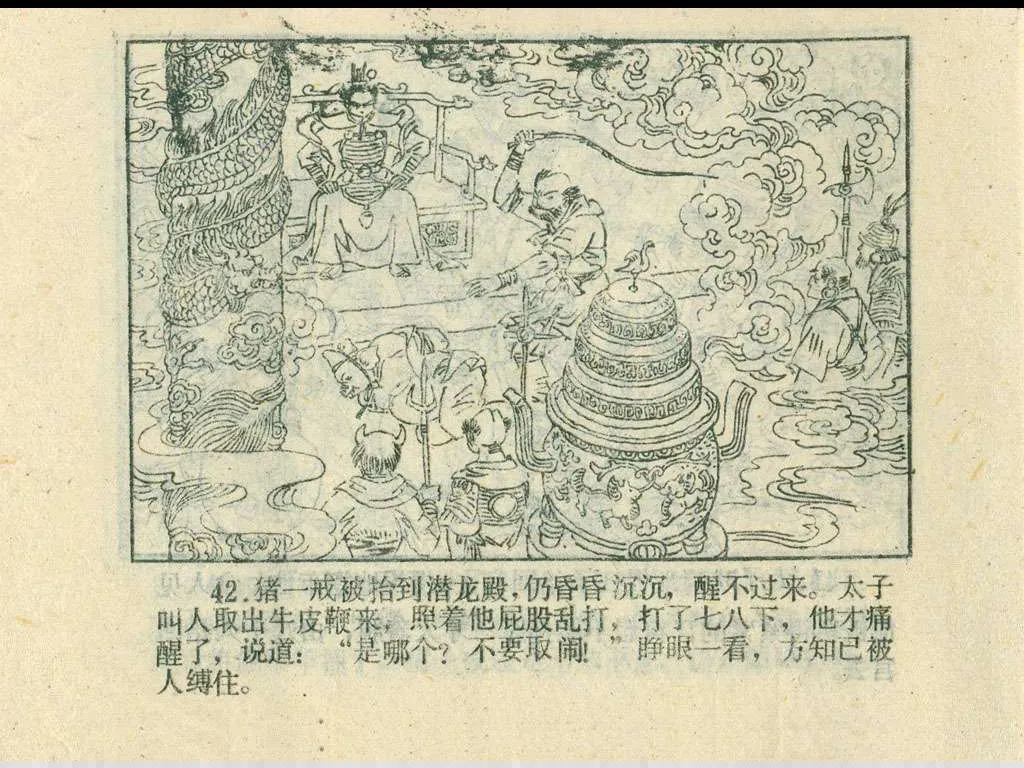 42.猪一戒被抬到潜龙殿,仍昏昏沉沉,醒不过来。太子
叫人取出牛皮鞭来,照着他屁股乱打,打了七八下,他才痛
醒了,说道:“是哪个?不要取闹!”睁眼一看,方知已被
人缚住。